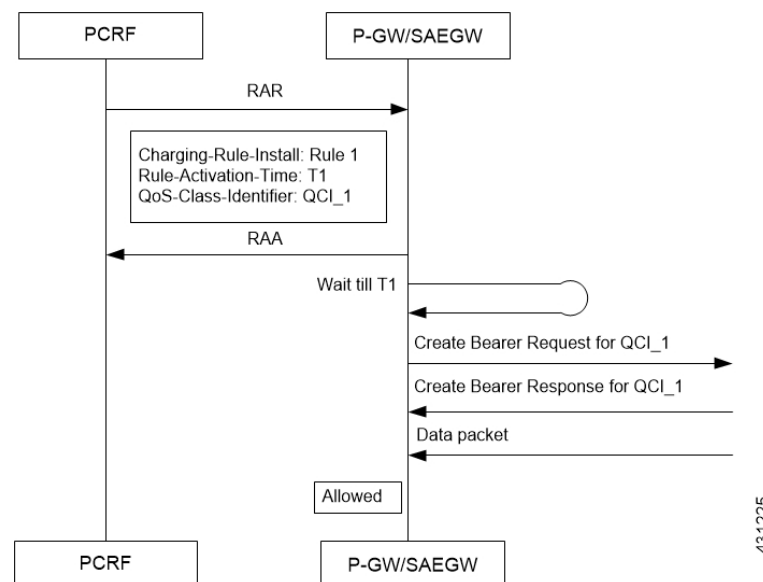 PCRF
P-GW/SAEGW
RAR
Charging-Rule-Install: Rule 1
Rule-Activation-Time: T1
QoS-Class-Identifier: QCI_1
RAA
Wait till T1
Create Bearer Request for QCI_1
Create Bearer Response for QCI_1
Data packet
Allowed
PCRF
P-GW/SAEGW
431225